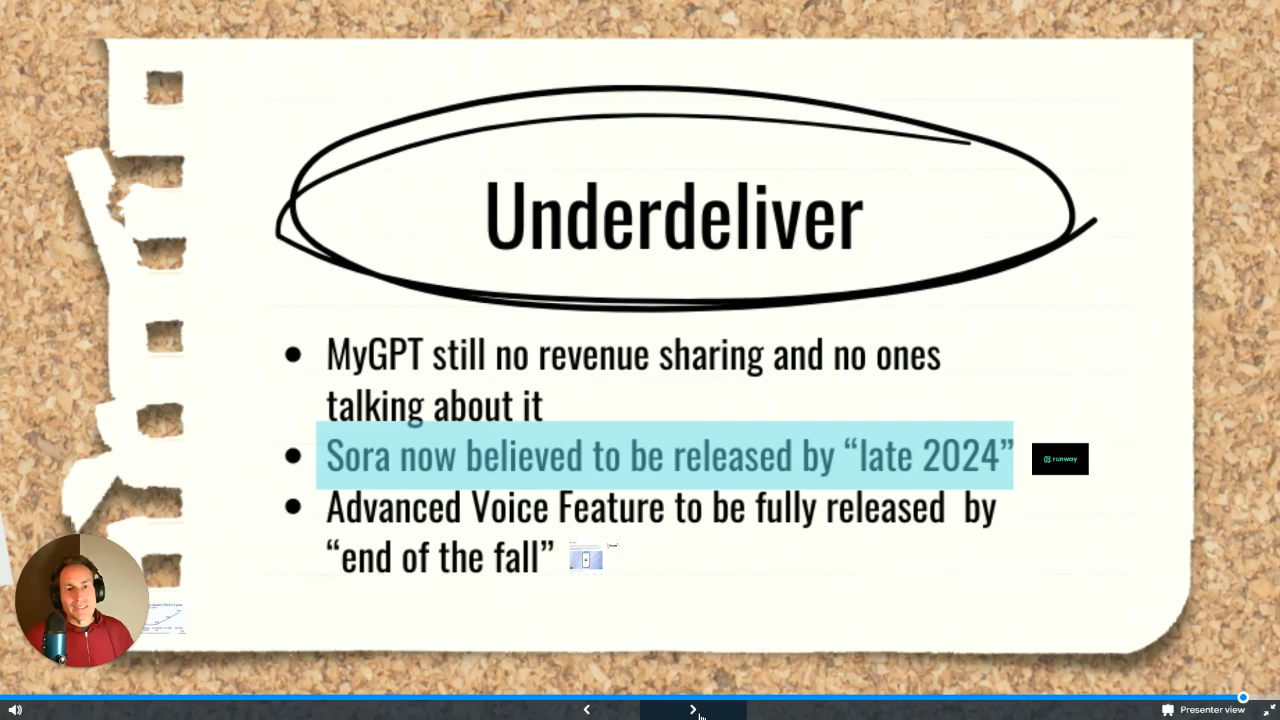 Underdeliver
MyGPT still no revenue sharing and no ones
talking about it
Sora now believed to be released by “late 2024”
runway
Advanced Voice Feature to be fully released by
“end of the fall”
Presenter view